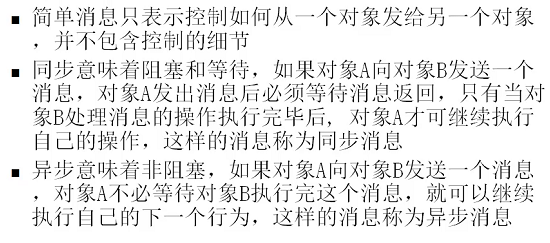 ▪ 简单消息只表示控制如何从一个对象发给另一个对象
，并不包含控制的细节
▪ 同步意味着阻塞和等待，如果对象A向对象B发送一个
消息，对象A发出消息后必须等待消息返回，只有当对
象B处理消息的操作执行完毕后, 对象A才可继续执行
自己的操作，这样的消息称为同步消息
▪ 异步意味着非阻塞，如果对象A向对象B发送一个消息
，对象A不必等待对象B执行完这个消息，就可以继续
执行自己的下一个行为，这样的消息称为异步消息